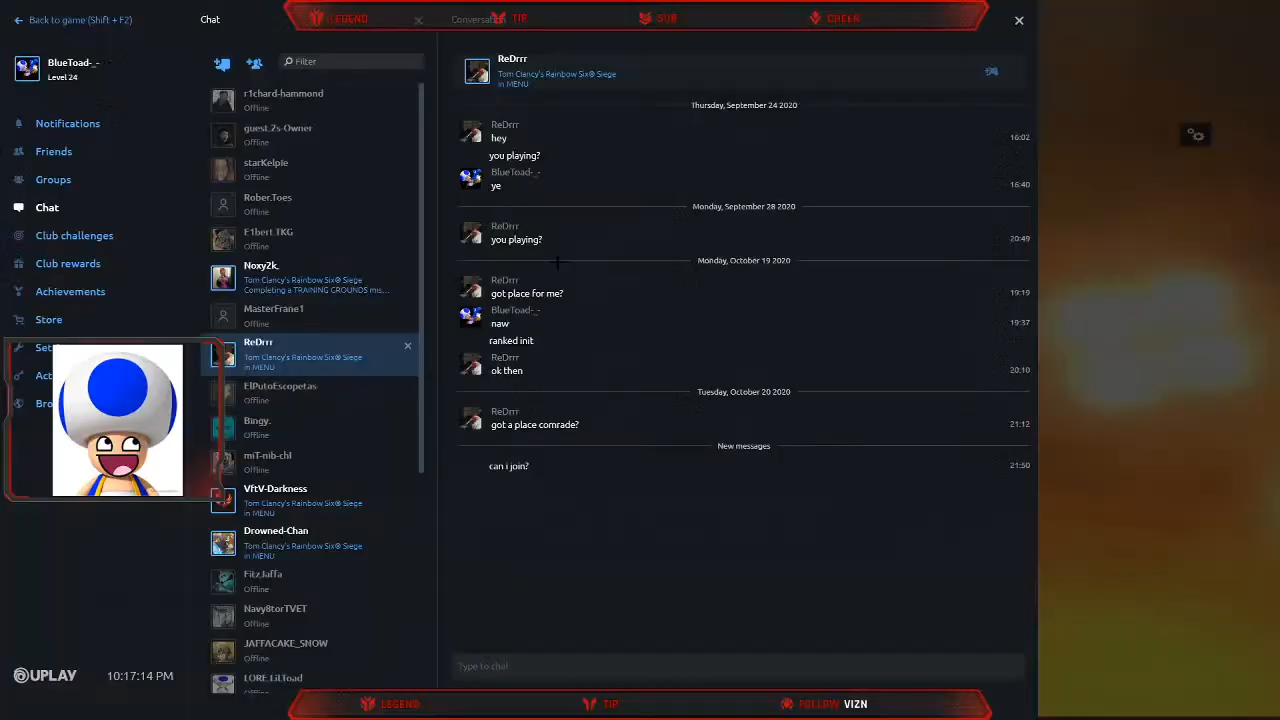 Back to game (Shift + F2)
BlueToad-_-
Level 24
Notifications
Friends
Groups
Chat
Club challenges
Club rewards
Achievements
Store
Set
Act
Bro
@UPLAY
10:17:14 PM
Chat
Filter
r1chard-hammond
Offline
guest_2s-Owner
Offline
starKelpie
Offline
Rober.Toes
Offline
E1bert.TKG
Offline
Noxy2k.
Tom Clancy's Rainbow Six® Siege
Completing a TRAINING GROUNDS mis...
MasterFrane1
Offline
ReDrrr
Tom Clancy's Rainbow Six® Siege
in MENU
ElPutoEscopetas
Offline
Bingy.
Offline
miT-nib-chl
Offline
VftV-Darkness
Tom Clancy's Rainbow Six® Siege
in MENU
Drowned-Chan
Tom Clancy's Rainbow Six® Siege
in MENU
FitzJaffa
Offline
Navy8torTVET
Offline
JAFFACAKE_SNOW
Offline
LORE.LilToad
LEGEND
TIP
SUB
CHEER
ReDrrr
Tom Clancy's Rainbow Six® Siege
in MENU
Thursday, September 24 2020
ReDrrr
hey 16:02
you playing?
BlueToad-_-
ye 16:40
Monday, September 28 2020
ReDrrr
you playing? 20:49
Monday, October 19 2020
ReDrrr
got place for me? 19:19
BlueToad-_-
naw 19:37
ranked init
ReDrrr
ok then 20:10
Tuesday, October 20 2020
ReDrrr
got a place comrade? 21:12
New messages
can i join? 21:50
Type to chat
LEGEND
TIP
FOLLOW VIZN